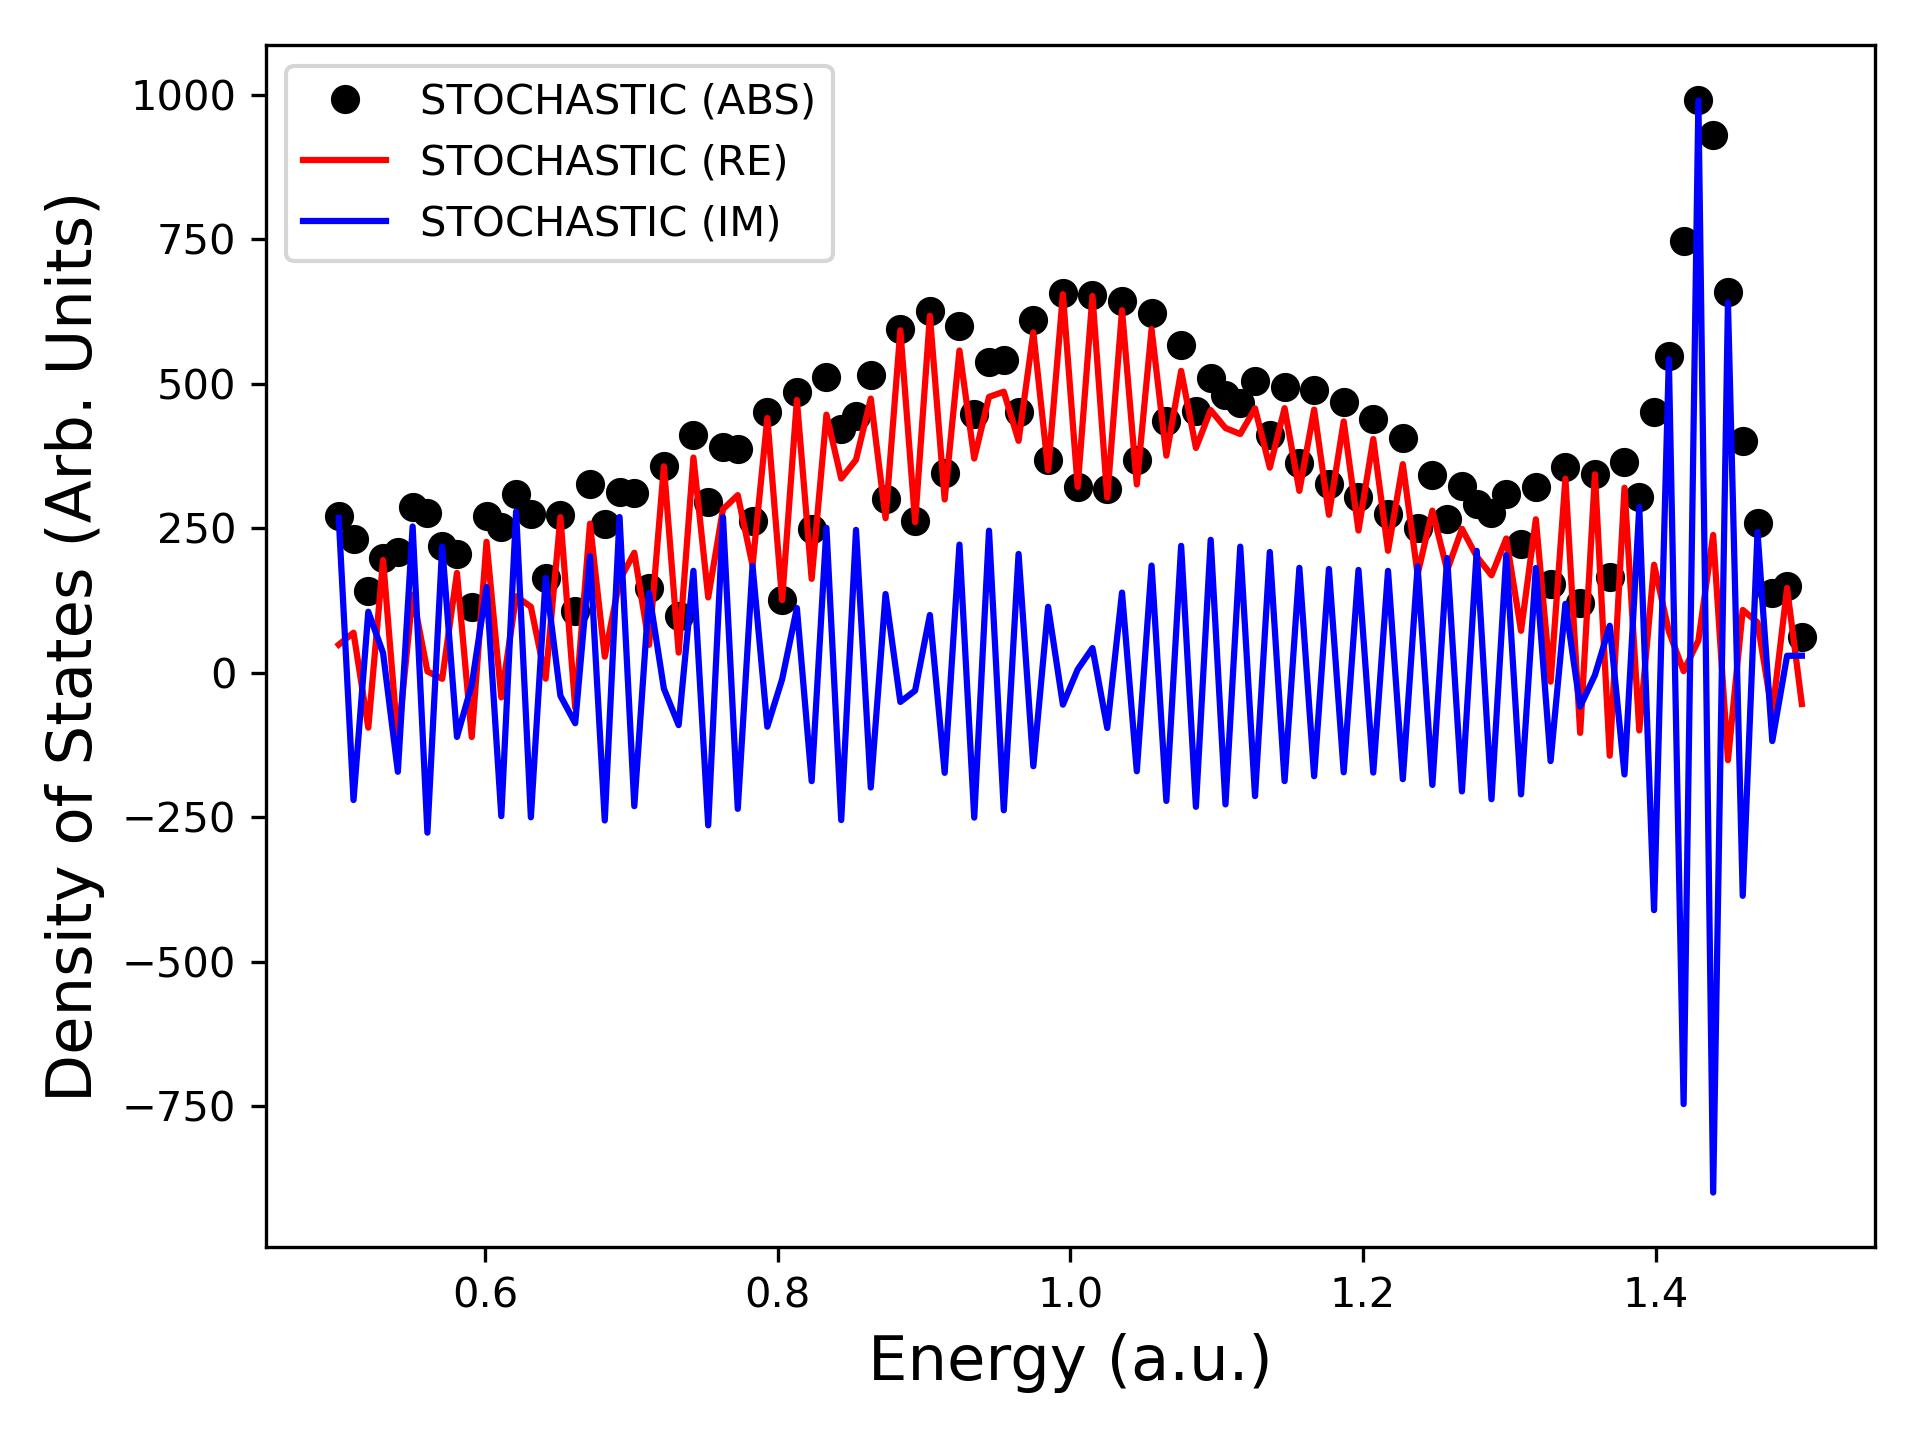 STOCHASTIC (ABS)
STOCHASTIC (RE)
STOCHASTIC (IM)
Density of States (Arb. Units)
1000
750
500
250
0
−250
−500
−750
0.6
0.8
1.0
1.2
1.4
Energy (a.u.)